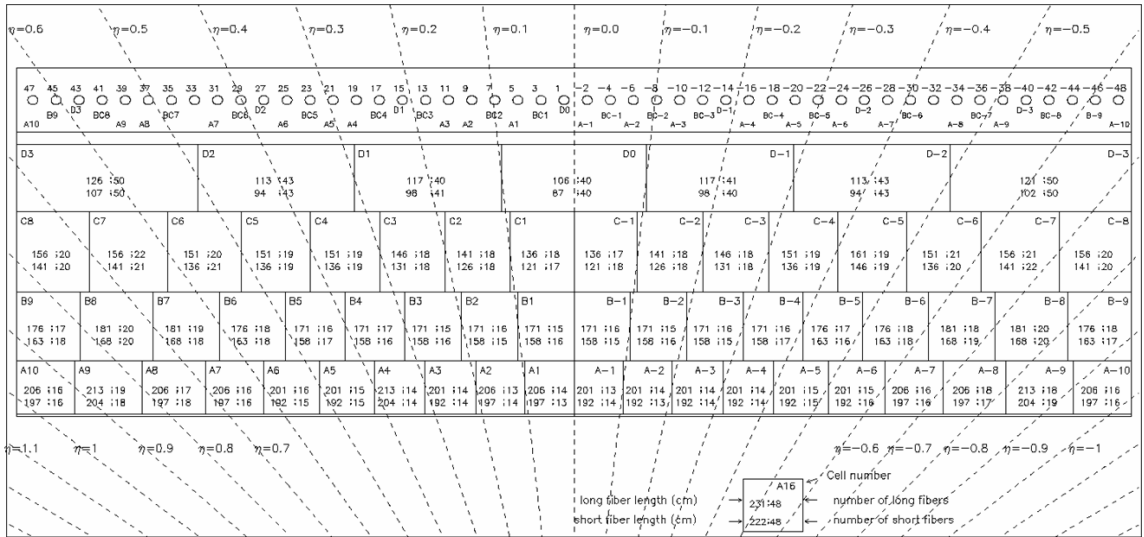 η=0.6 η=0.5 η=0.4 η=0.3 η=0.2 η=0.1 η=0.0 η=−0.1 η=−0.2 η=−0.3 η=−0.4 η=−0.5
47 45 43 41 39 37 35 33 31 29 27 25 23 21 19 17 15 13 11 9 7 5 3 1 −2 −4 −6 −8 −10 −12 −14 −16 −18 −20 −22 −24 −26 −28 −30 −32 −34 −36 −38 −40 −42 −44 −46 −48
D3 D2 D1 D0 D−1 D−2 D−3
B9 BC8 BC7 BC6 BC5 BC4 BC3 BC2 BC1 BC−1 BC−2 BC−3 BC−4 BC−5 BC−6 BC−7 BC−8 B−9
A10 A9 A8 A7 A6 A5 A4 A3 A2 A1 A−1 A−2 A−3 A−4 A−5 A−6 A−7 A−8 A−9 A−10
D3 D2 D1 D0 D−1 D−2 D−3
126:50 113:43 117:40 106:40 117:41 113:43 121:50
107:50 94:43 98:41 87:40 98:40 94:43 102:50
C8 C7 C6 C5 C4 C3 C2 C1 C−1 C−2 C−3 C−4 C−5 C−6 C−7 C−8
156:20 156:22 151:20 151:19 151:19 146:18 141:18 136:18 136:17 141:18 146:18 151:19 161:19 151:21 156:21 156:20
141:20 141:21 136:21 136:19 136:19 131:18 126:18 121:17 121:18 126:18 131:18 136:19 146:19 136:20 141:22 141:20
B9 B8 B7 B6 B5 B4 B3 B2 B1 B−1 B−2 B−3 B−4 B−5 B−6 B−7 B−8 B−9
176:17 181:20 181:19 176:18 171:16 171:17 171:15 171:16 171:15 171:16 171:15 171:16 171:16 176:17 176:18 181:18 181:20 176:18
163:18 168:20 168:18 163:18 158:17 158:16 158:16 158:15 158:15 158:15 158:16 158:15 158:17 163:16 163:18 168:19 168:20 163:17
A10 A9 A8 A7 A6 A5 A4 A3 A2 A1 A−1 A−2 A−3 A−4 A−5 A−6 A−7 A−8 A−9 A−10
206:16 213:19 206:17 206:16 201:16 201:15 213:14 201:14 206:13 206:14 201:13 201:14 201:14 201:14 201:15 201:15 206:16 206:18 213:18 206:16
197:16 204:18 197:18 197:16 192:15 192:15 204:14 192:14 197:14 197:13 192:14 192:13 192:14 192:14 192:15 192:16 197:16 197:17 204:19 197:16
η=1.1 η=1 η=0.9 η=0.8 η=0.7 η=−0.6 η=−0.7 η=−0.8 η=−0.9 η=−1
Cell number
A16
long fiber length (cm) 231:48 number of long fibers
short fiber length (cm) 222:48 number of short fibers